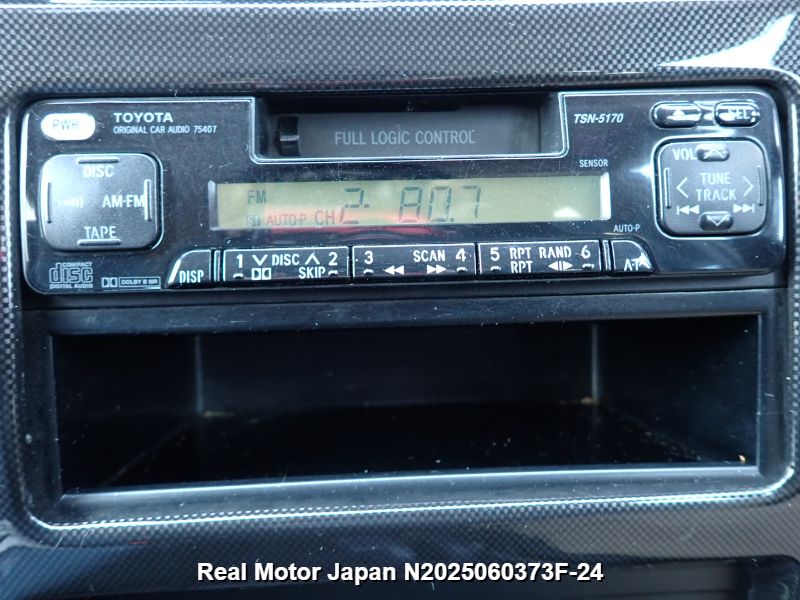 PWR
TOYOTA
ORIGINAL CAR AUDIO 75407
FULL LOGIC CONTROL
TSN-5170
SEL
SENSOR
DISC
AM·FM
TAPE
VOL
TUNE
TRACK
FM
ST AUTO-P CH 2 80.7
AUTO-P
COMPACT
disc
DIGITAL AUDIO
DOLBY B NR
DISP
1 DISC 2
SKIP
3 SCAN 4
5 RPT RAND 6
RPT
A·T
Real Motor Japan N2025060373F-24